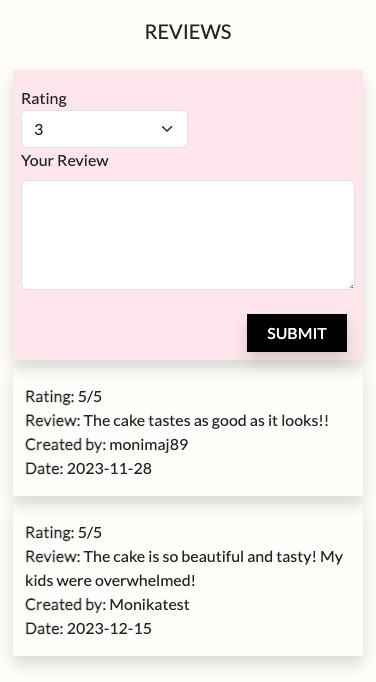 REVIEWS
Rating
3
Your Review
SUBMIT
Rating: 5/5
Review: The cake tastes as good as it looks!!
Created by: monimaj89
Date: 2023-11-28
Rating: 5/5
Review: The cake is so beautiful and tasty! My
kids were overwhelmed!
Created by: Monikatest
Date: 2023-12-15